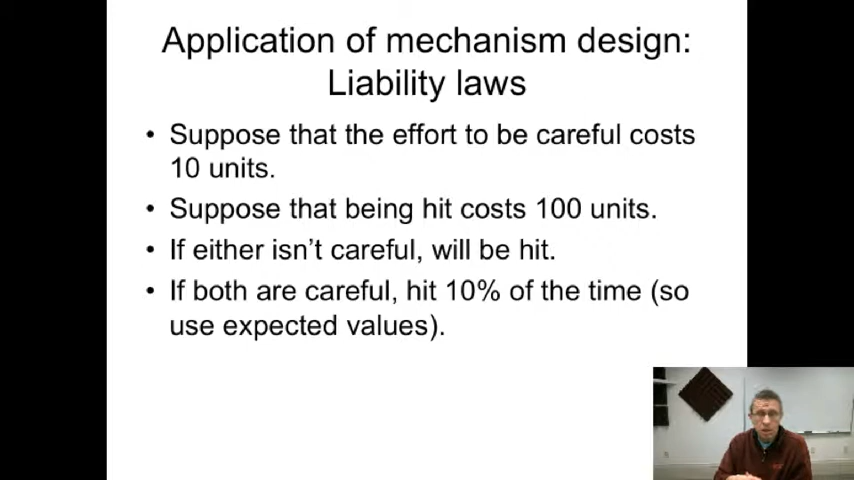 Application of mechanism design:
Liability laws
• Suppose that the effort to be careful costs
10 units.
• Suppose that being hit costs 100 units.
• If either isn't careful, will be hit.
• If both are careful, hit 10% of the time (so
use expected values).